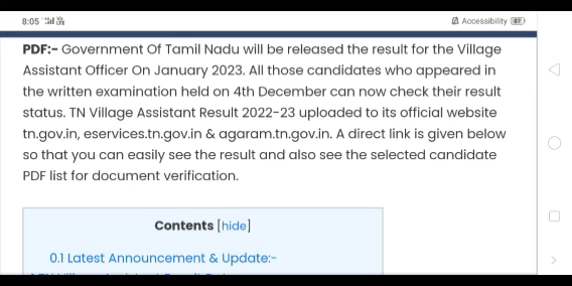 8:05
Accessibility
PDF:- Government Of Tamil Nadu will be released the result for the Village
Assistant Officer On January 2023. All those candidates who appeared in
the written examination held on 4th December can now check their result
status. TN Village Assistant Result 2022-23 uploaded to its official website
tn.gov.in, eservices.tn.gov.in & agaram.tn.gov.in. A direct link is given below
so that you can easily see the result and also see the selected candidate
PDF list for document verification.
Contents [hide]
0.1 Latest Announcement & Update:-